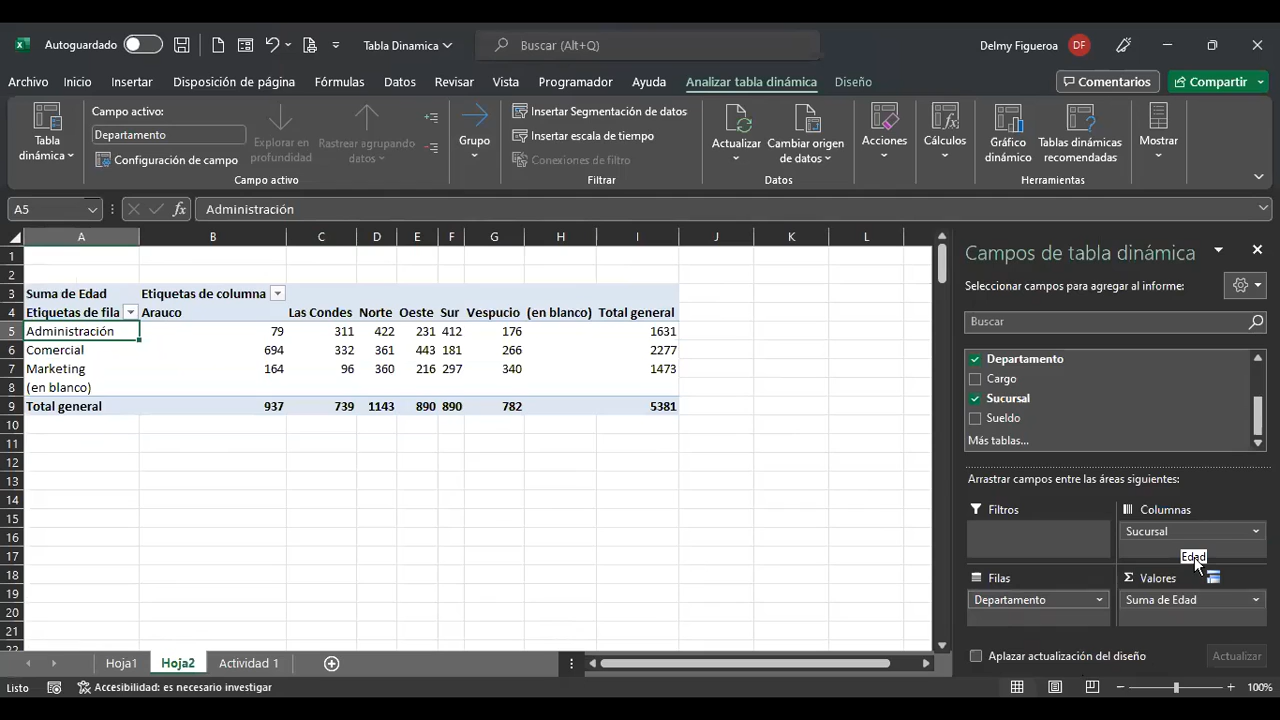 Autoguardado
Tabla Dinamica
Buscar (Alt+Q)
Delmy Figueroa
DF
Archivo Inicio Insertar Disposición de página Fórmulas Datos Revisar Vista Programador Ayuda Analizar tabla dinámica Diseño
Comentarios
Compartir
Tabla dinámica
Campo activo:
Departamento
Configuración de campo
Explorar en profundidad
Rastrear agrupando datos
Campo activo
Grupo
Insertar Segmentación de datos
Insertar escala de tiempo
Conexiones de filtro
Filtrar
Actualizar
Cambiar origen de datos
Datos
Acciones
Cálculos
Gráfico dinámico
Tablas dinámicas recomendadas
Herramientas
Mostrar
A5
fx
Administración
A B C D E F G H I J K L
1
2
3 Suma de Edad Etiquetas de columna
4 Etiquetas de fila Arauco Las Condes Norte Oeste Sur Vespucio (en blanco) Total general
5 Administración 79 311 422 231 412 176 1631
6 Comercial 694 332 361 443 181 266 2277
7 Marketing 164 96 360 216 297 340 1473
8 (en blanco)
9 Total general 937 739 1143 890 890 782 5381
10
11
12
13
14
15
16
17
18
19
20
21
22
Campos de tabla dinámica
Seleccionar campos para agregar al informe:
Buscar
Departamento
Cargo
Sucursal
Sueldo
Más tablas...
Arrastrar campos entre las áreas siguientes:
Filtros
Columnas
Sucursal
Edad
Filas
Σ Valores
Departamento
Suma de Edad
Aplazar actualización del diseño
Actualizar
Hoja1 Hoja2 Actividad 1
Listo
Accesibilidad: es necesario investigar
100%